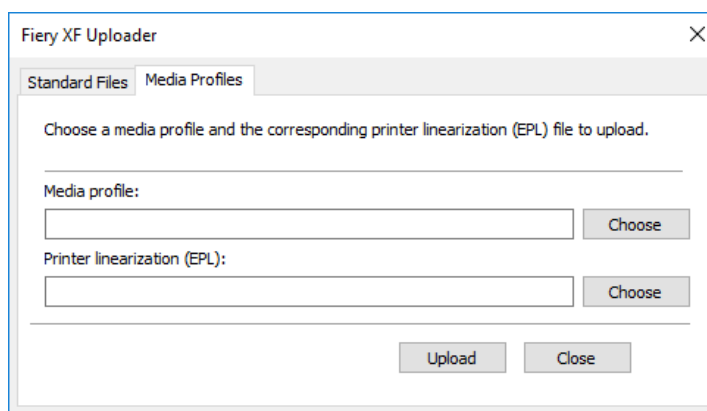 Fiery XF Uploader
Standard Files Media Profiles
Choose a media profile and the corresponding printer linearization (EPL) file to upload.
Media profile:
Choose
Printer linearization (EPL):
Choose
Upload Close